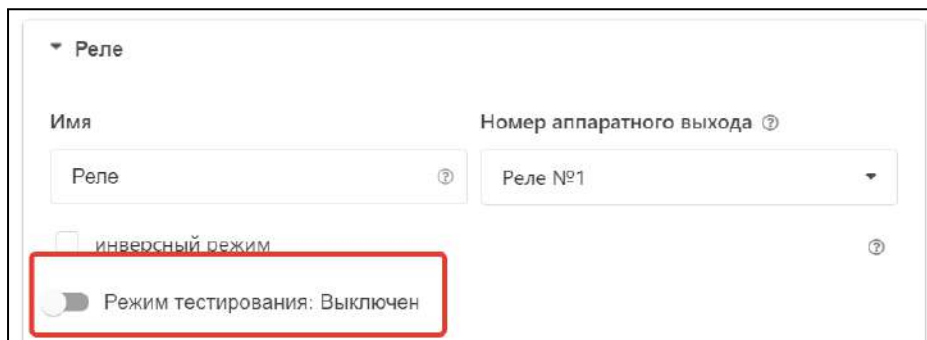 Реле
Имя
Номер аппаратного выхода
Реле
Реле №1
инверсный режим
Режим тестирования: Выключен